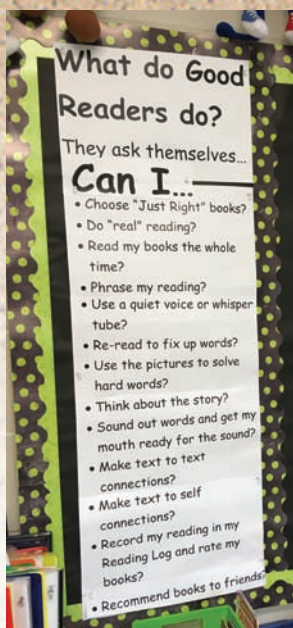 What do Good
Readers do?
They ask themselves...
Can I...
• Choose "Just Right" books?
• Do "real" reading?
• Read my books the whole
time?
• Phrase my reading?
• Use a quiet voice or whisper
tube?
• Re-read to fix up words?
• Use the pictures to solve
hard words?
• Think about the story?
• Sound out words and get my
mouth ready for the sound?
• Make text to text
connections?
• Make text to self
connections?
• Record my reading in my
Reading Log and rate my
books?
• Recommend books to friends?